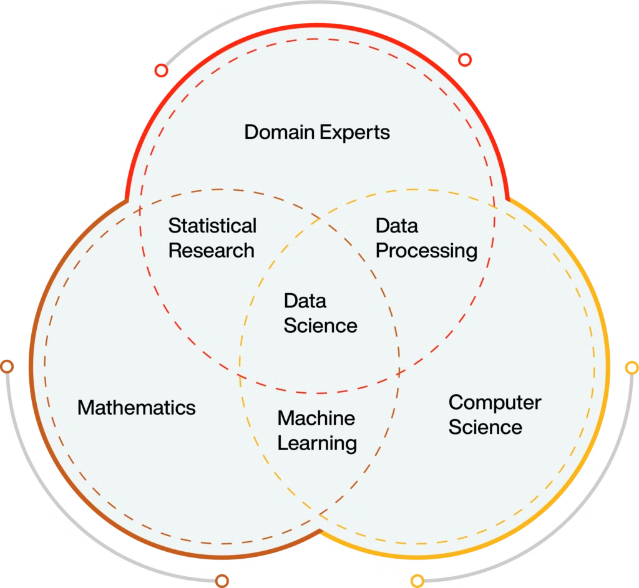 Domain Experts
Statistical
Research
Data
Processing
Data
Science
Mathematics
Machine
Learning
Computer
Science